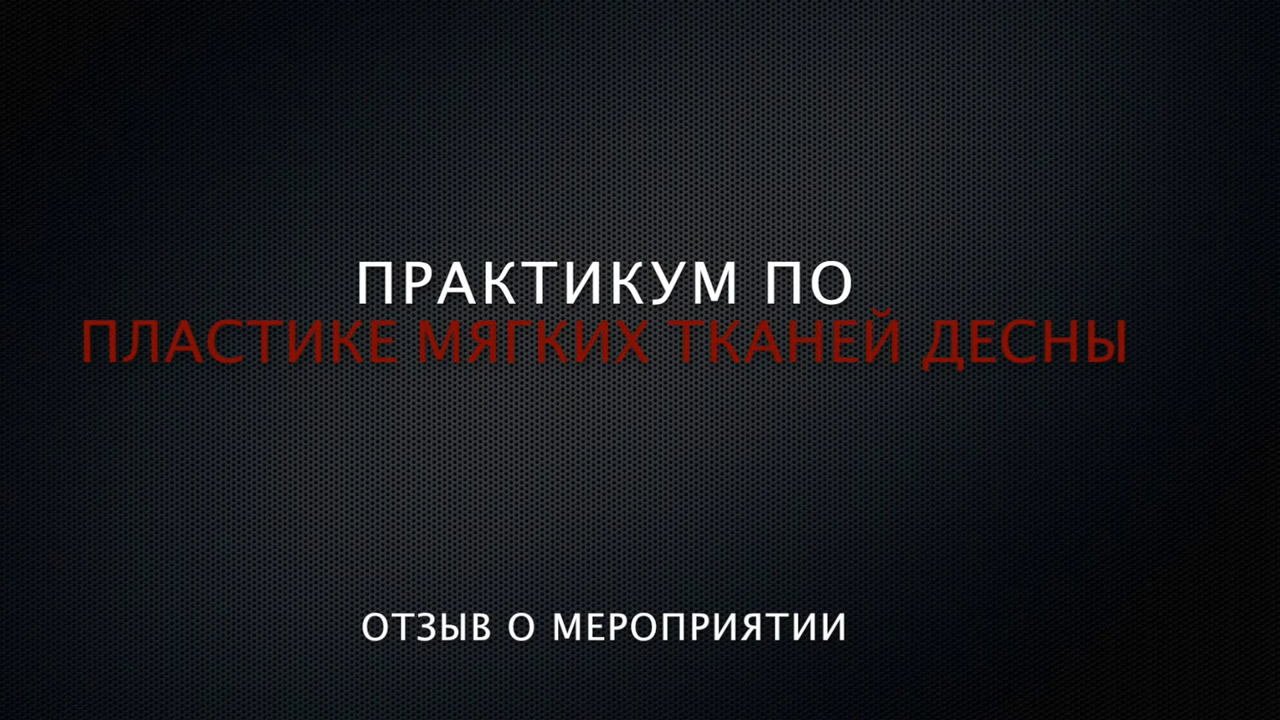 ПРАКТИКУМ ПО
ПЛАСТИКЕ МЯГКИХ ТКАНЕЙ ДЕСНЫ
ОТЗЫВ О МЕРОПРИЯТИИ